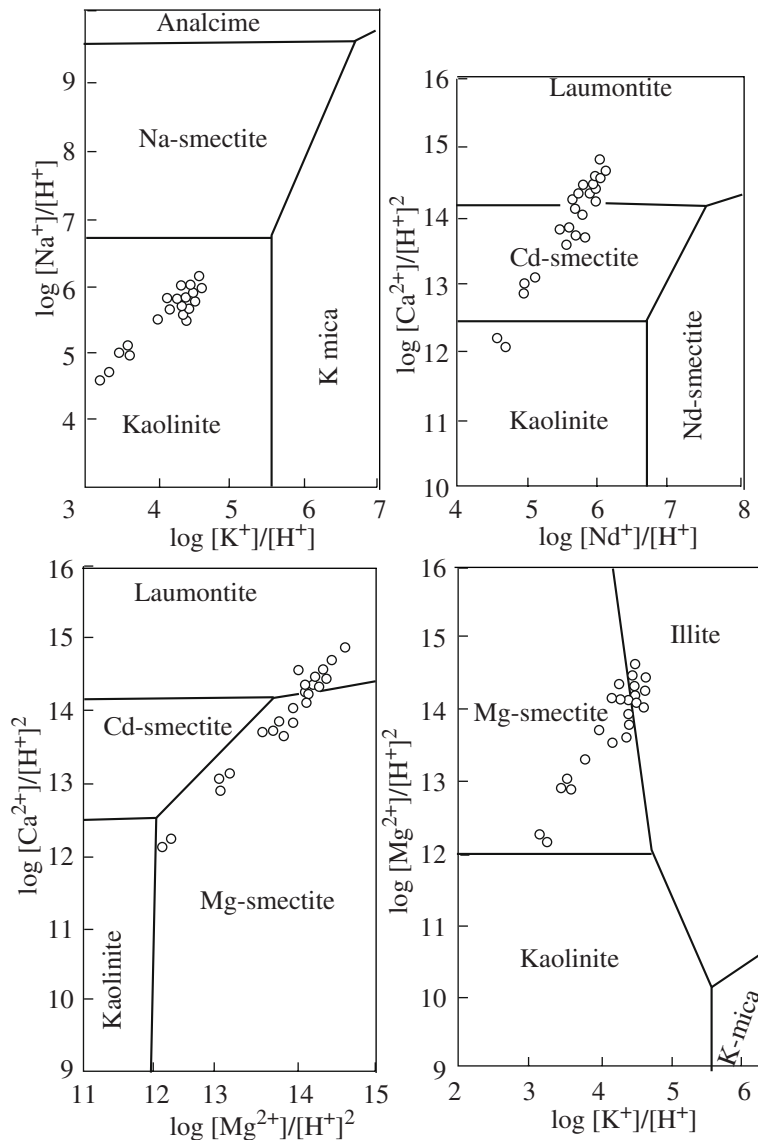 Analcime
9
8
7
6
5
4
log [Na⁺]/[H⁺]
Na-smectite
Kaolinite
K mica
3
4
5
6
7
log [K⁺]/[H⁺]
16
15
14
13
12
11
10
log [Ca²⁺]/[H⁺]²
Laumontite
Cd-smectite
Kaolinite
Nd-smectite
4
5
6
7
8
log [Nd⁺]/[H⁺]
16
15
14
13
12
11
10
9
log [Ca²⁺]/[H⁺]²
Laumontite
Cd-smectite
Mg-smectite
Kaolinite
11
12
13
14
15
log [Mg²⁺]/[H⁺]²
16
15
14
13
12
11
10
9
log [Mg²⁺]/[H⁺]²
Illite
Mg-smectite
Kaolinite
K-mica
2
3
4
5
6
log [K⁺]/[H⁺]